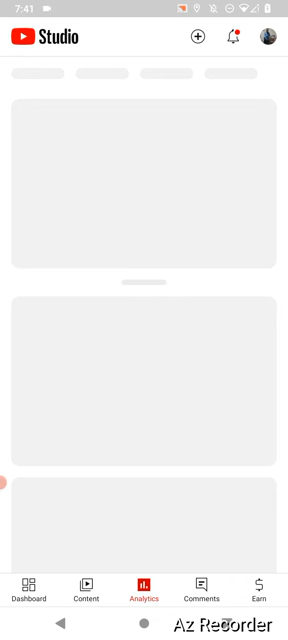 7:41
Studio
Dashboard
Content
Analytics
Comments
Earn
Az Recorder